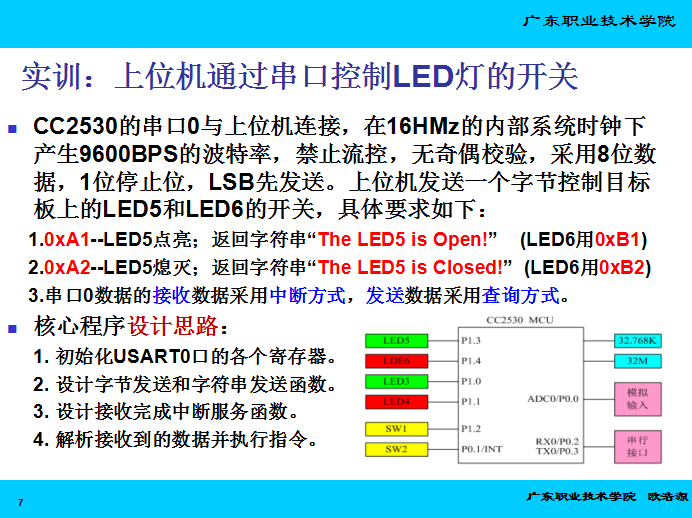 广东职业技术学院
实训：上位机通过串口控制LED灯的开关
CC2530的串口0与上位机连接，在16HMz的内部系统时钟下
产生9600BPS的波特率，禁止流控，无奇偶校验，采用8位数
据，1位停止位，LSB先发送。上位机发送一个字节控制目标
板上的LED5和LED6的开关，具体要求如下：
1.0xA1--LED5点亮；返回字符串“The LED5 is Open!” (LED6用0xB1)
2.0xA2--LED5熄灭；返回字符串“The LED5 is Closed!” (LED6用0xB2)
3.串口0数据的接收数据采用中断方式，发送数据采用查询方式。
核心程序设计思路：
1. 初始化USART0口的各个寄存器。
2. 设计字节发送和字符串发送函数。
3. 设计接收完成中断服务函数。
4. 解析接收到的数据并执行指令。
CC2530 MCU
LED5 P1.3 32.768K
LDE6 P1.4 32M
LED3 P1.0
LED4 P1.1 ADC0/P0.0 模拟
输入
SW1 P1.2
SW2 P0.1/INT RX0/P0.2 串行
TX0/P0.3 接口
7
广东职业技术学院 欧浩源